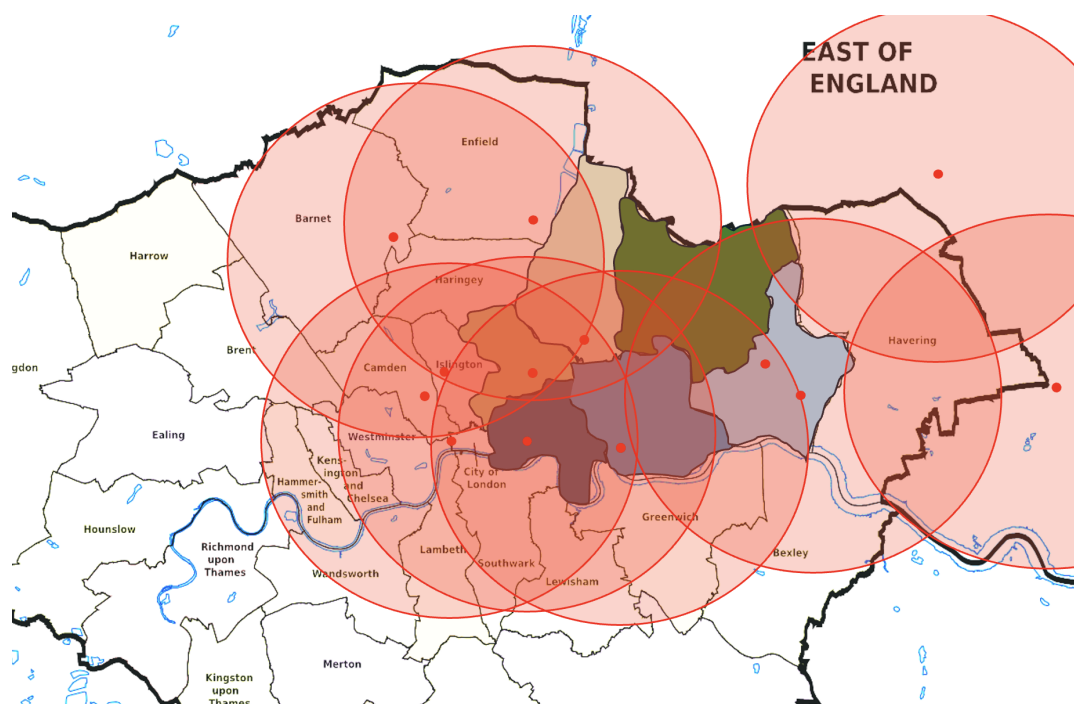 EAST OF
ENGLAND
Enfield
Barnet
Harrow
Haringey
Havering
Brent
Islington
Camden
gdon
Ealing
Westminster
Kens-
ington
and
Chelsea
City of
London
Hammer-
smith
and
Fulham
Hounslow
Greenwich
Richmond
upon
Thames
Lambeth
Bexley
Southwark
Wandsworth
Lewisham
Merton
Kingston
upon
Thames